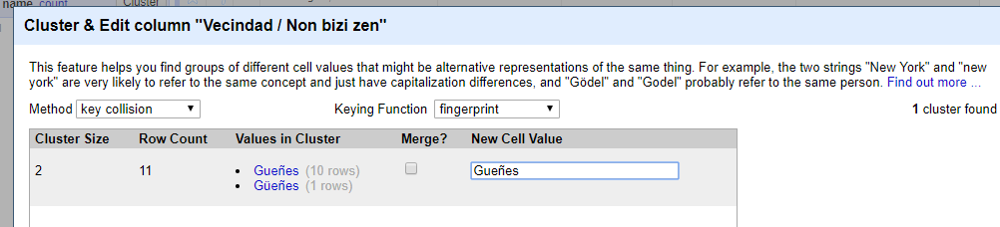 name count Cluster
Cluster & Edit column "Vecindad / Non bizi zen"
This feature helps you find groups of different cell values that might be alternative representations of the same thing. For example, the two strings "New York" and "new
york" are very likely to refer to the same concept and just have capitalization differences, and "Gödel" and "Godel" probably refer to the same person. Find out more ...
Method key collision Keying Function fingerprint 1 cluster found
Cluster Size Row Count Values in Cluster Merge? New Cell Value
2 11 • Gueñes (10 rows) Gueñes
• Güeñes (1 rows)